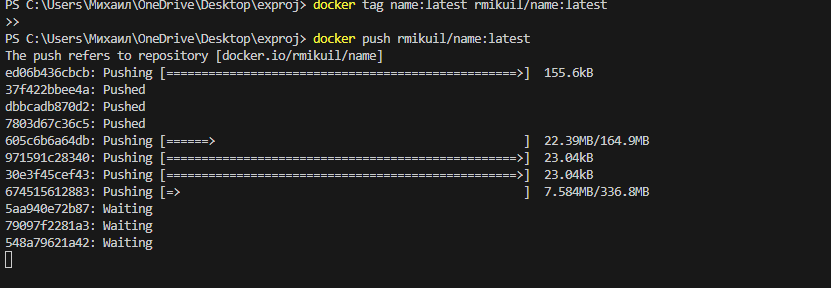 PS C:\Users\Михаил\OneDrive\Desktop\exproj> docker tag name:latest rmikuil/name:latest
>>
PS C:\Users\Михаил\OneDrive\Desktop\exproj> docker push rmikuil/name:latest
The push refers to repository [docker.io/rmikuil/name]
ed06b436cbcb: Pushing [==================================================>]  155.6kB
37f422bbee4a: Pushed
dbbcadb870d2: Pushed
7803d67c36c5: Pushed
605c6b6a64db: Pushing [======>                                            ]  22.39MB/164.9MB
971591c28340: Pushing [==================================================>]  23.04kB
30e3f45cef43: Pushing [==================================================>]  23.04kB
674515612883: Pushing [=>                                                 ]  7.584MB/336.8MB
5aa940e72b87: Waiting
79097f2281a3: Waiting
548a79621a42: Waiting